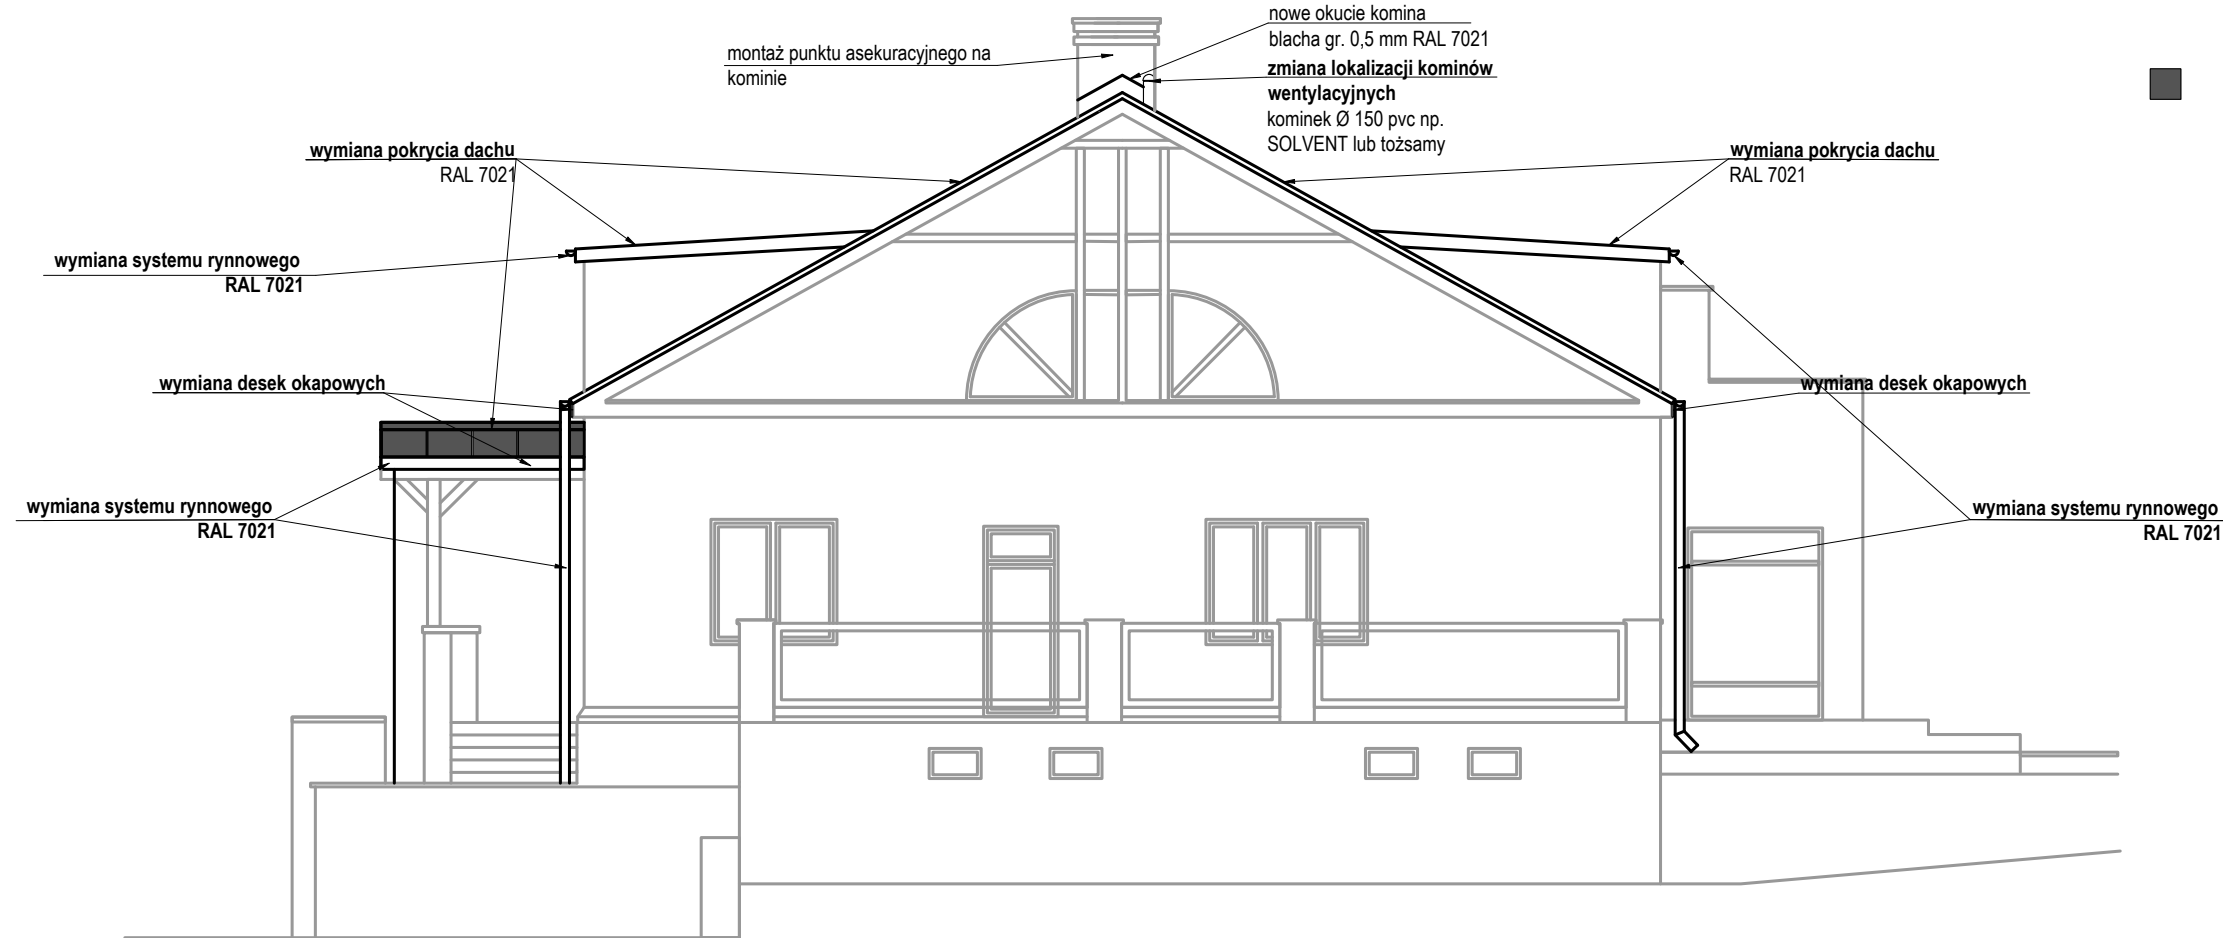 nowe okucie komina
blacha gr. 0,5 mm RAL 7021
montaż punktu asekuracyjnego na
kominie
zmiana lokalizacji kominów
wentylacyjnych
kominek Ø 150 pvc np.
SOLVENT lub tożsamy
wymiana pokrycia dachu
RAL 7021
wymiana pokrycia dachu
RAL 7021
wymiana systemu rynnowego
RAL 7021
wymiana desek okapowych
wymiana desek okapowych
wymiana systemu rynnowego
RAL 7021
wymiana systemu rynnowego
RAL 7021